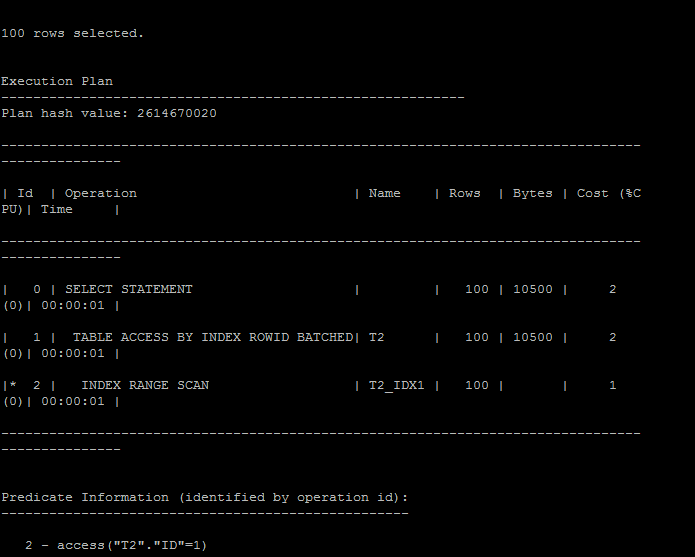 100 rows selected.
Execution Plan
----------------------------------------------------------
Plan hash value: 2614670020
--------------------------------------------------------------------------------
---------------
| Id  | Operation                           | Name    | Rows  | Bytes | Cost (%C
PU)| Time     |
--------------------------------------------------------------------------------
---------------
|   0 | SELECT STATEMENT                    |         |   100 | 10500 |     2
(0)| 00:00:01 |
|   1 |  TABLE ACCESS BY INDEX ROWID BATCHED| T2      |   100 | 10500 |     2
(0)| 00:00:01 |
|*  2 |   INDEX RANGE SCAN                  | T2_IDX1 |   100 |       |     1
(0)| 00:00:01 |
--------------------------------------------------------------------------------
---------------
Predicate Information (identified by operation id):
---------------------------------------------------
   2 - access("T2"."ID"=1)